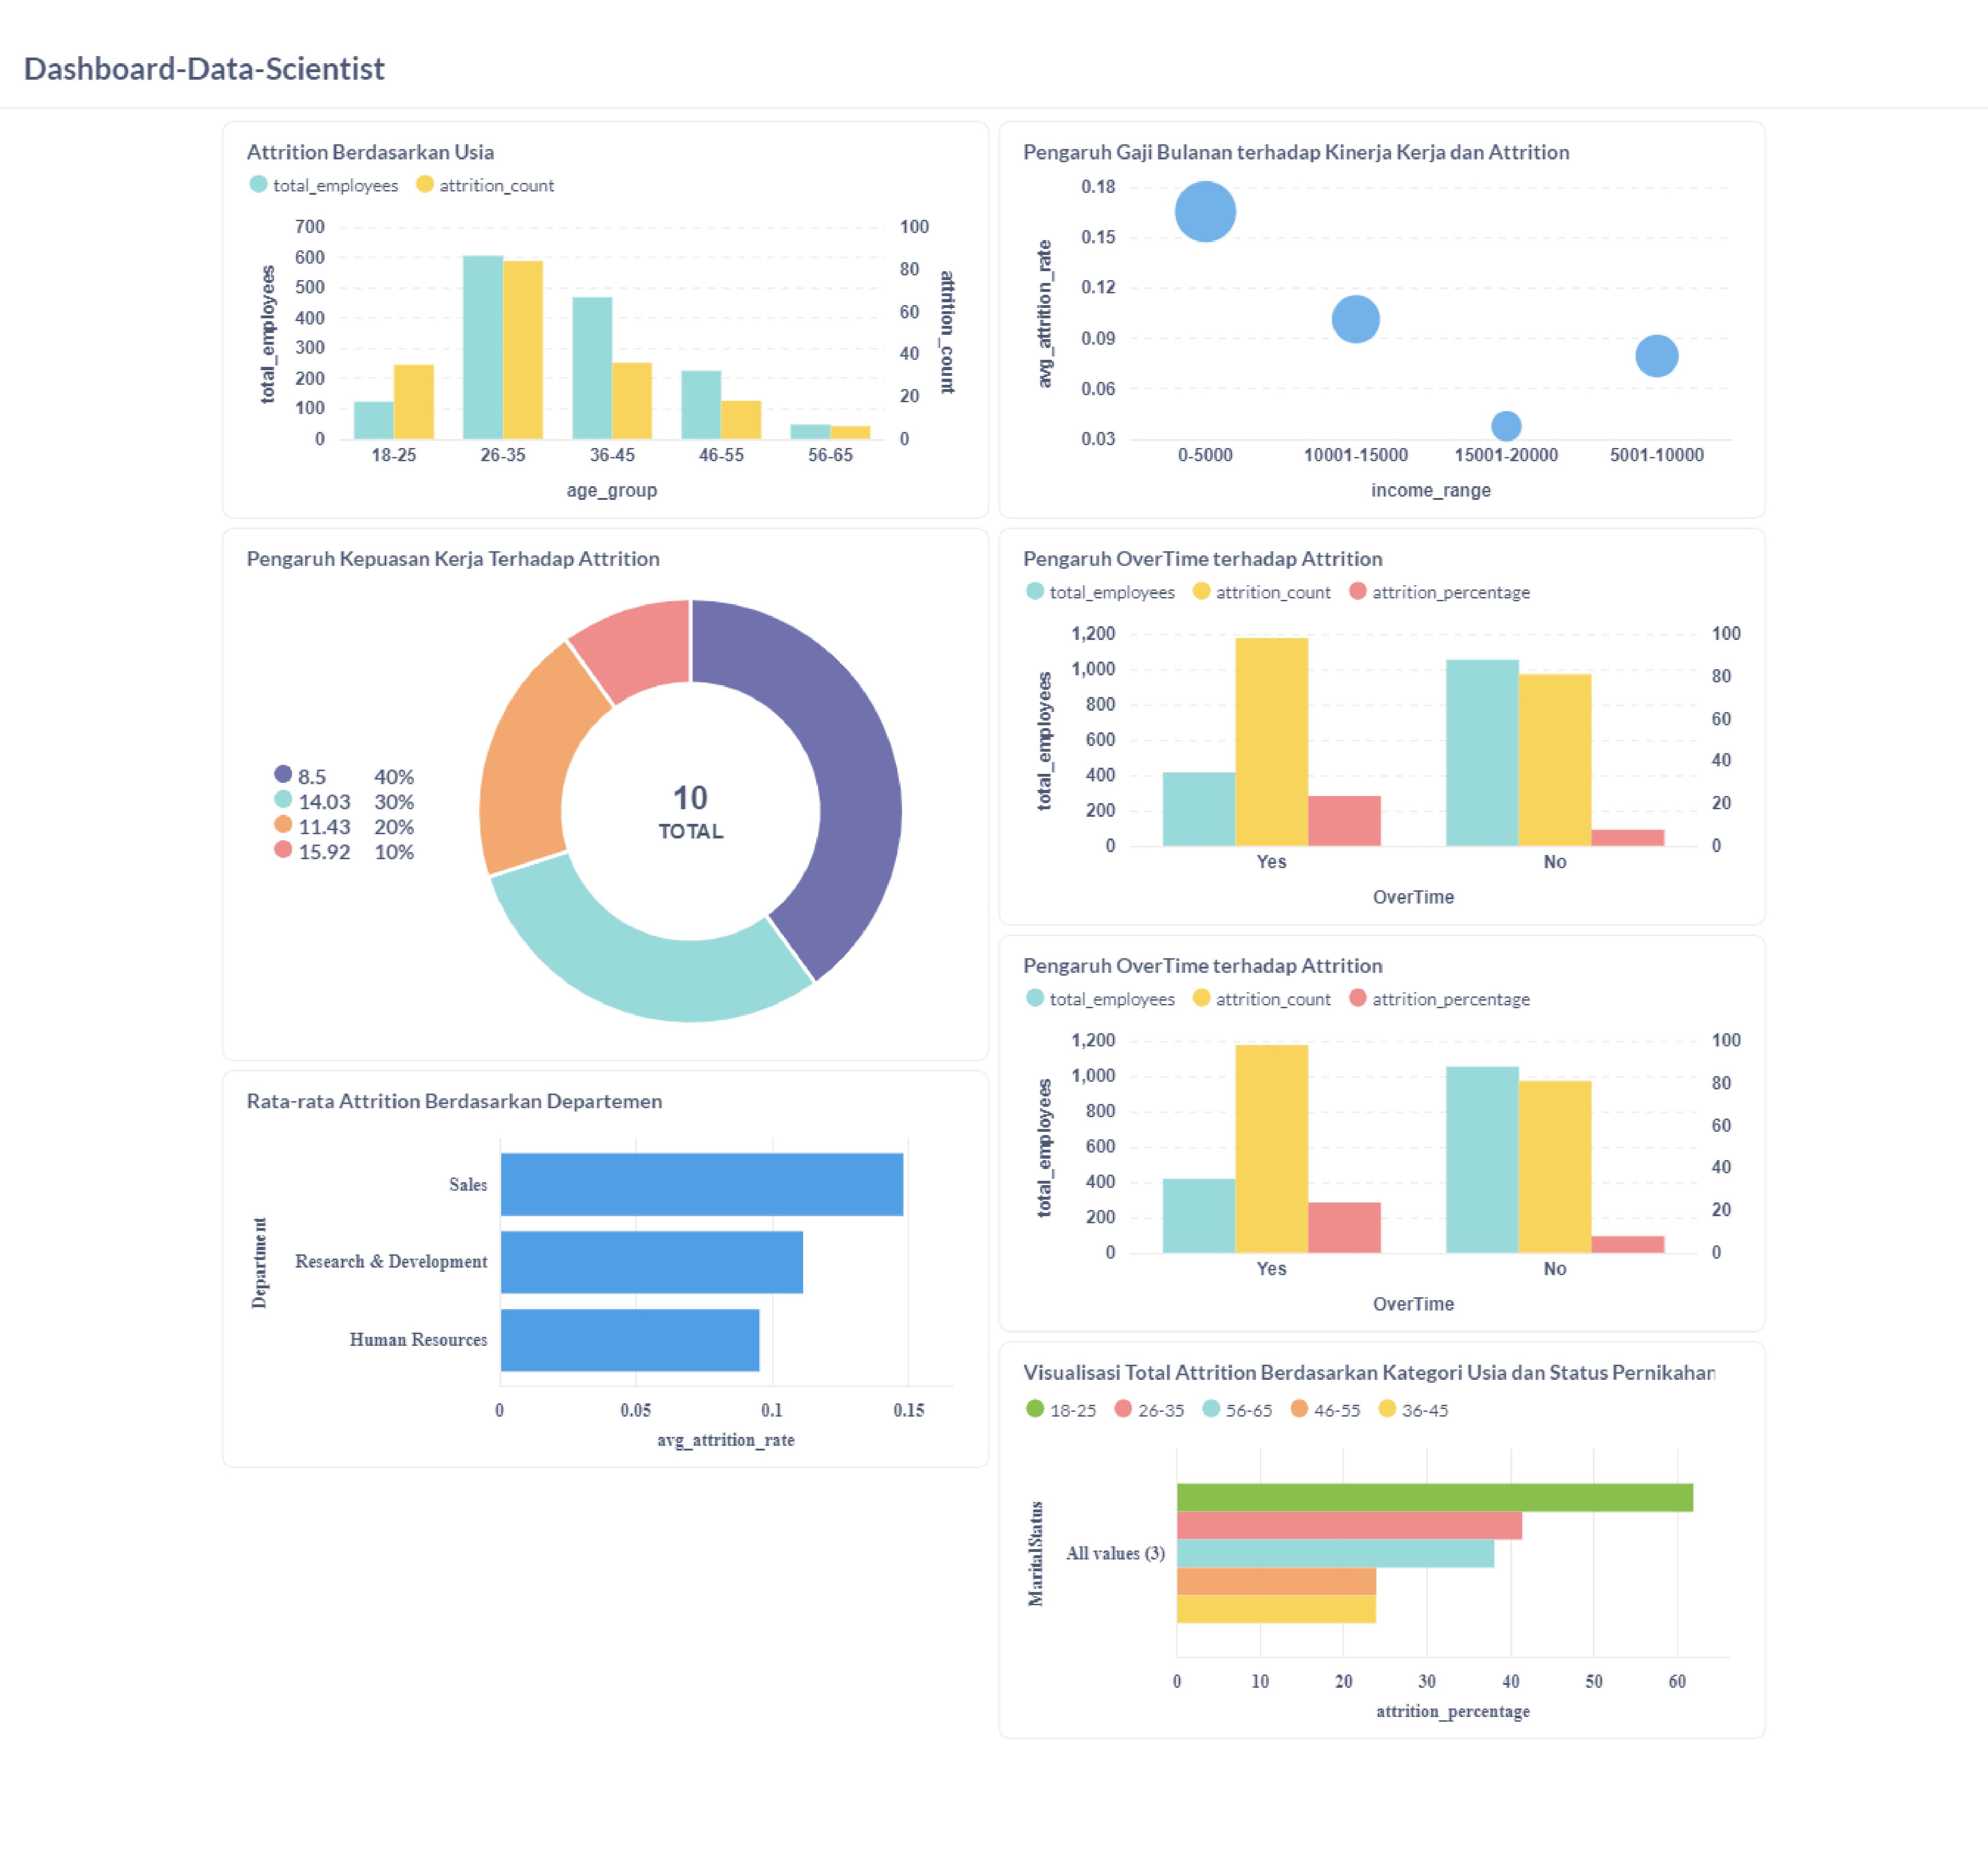 Dashboard-Data-Scientist
Attrition Berdasarkan Usia
total_employees attrition_count
total_employees
700
600
500
400
300
200
100
0
100
80
60
40
20
0
attrition_count
18-25 26-35 36-45 46-55 56-65
age_group
Pengaruh Gaji Bulanan terhadap Kinerja Kerja dan Attrition
avg_attrition_rate
0.18
0.15
0.12
0.09
0.06
0.03
0-5000 10001-15000 15001-20000 5001-10000
income_range
Pengaruh Kepuasan Kerja Terhadap Attrition
8.5 40%
14.03 30%
11.43 20%
15.92 10%
10
TOTAL
Pengaruh OverTime terhadap Attrition
total_employees attrition_count attrition_percentage
total_employees
1,200
1,000
800
600
400
200
0
100
80
60
40
20
0
Yes No
OverTime
Pengaruh OverTime terhadap Attrition
total_employees attrition_count attrition_percentage
total_employees
1,200
1,000
800
600
400
200
0
100
80
60
40
20
0
Yes No
OverTime
Rata-rata Attrition Berdasarkan Departemen
Department
Sales
Research & Development
Human Resources
0 0.05 0.1 0.15
avg_attrition_rate
Visualisasi Total Attrition Berdasarkan Kategori Usia dan Status Pernikahan
18-25 26-35 56-65 46-55 36-45
MaritalStatus
All values (3)
0 10 20 30 40 50 60
attrition_percentage